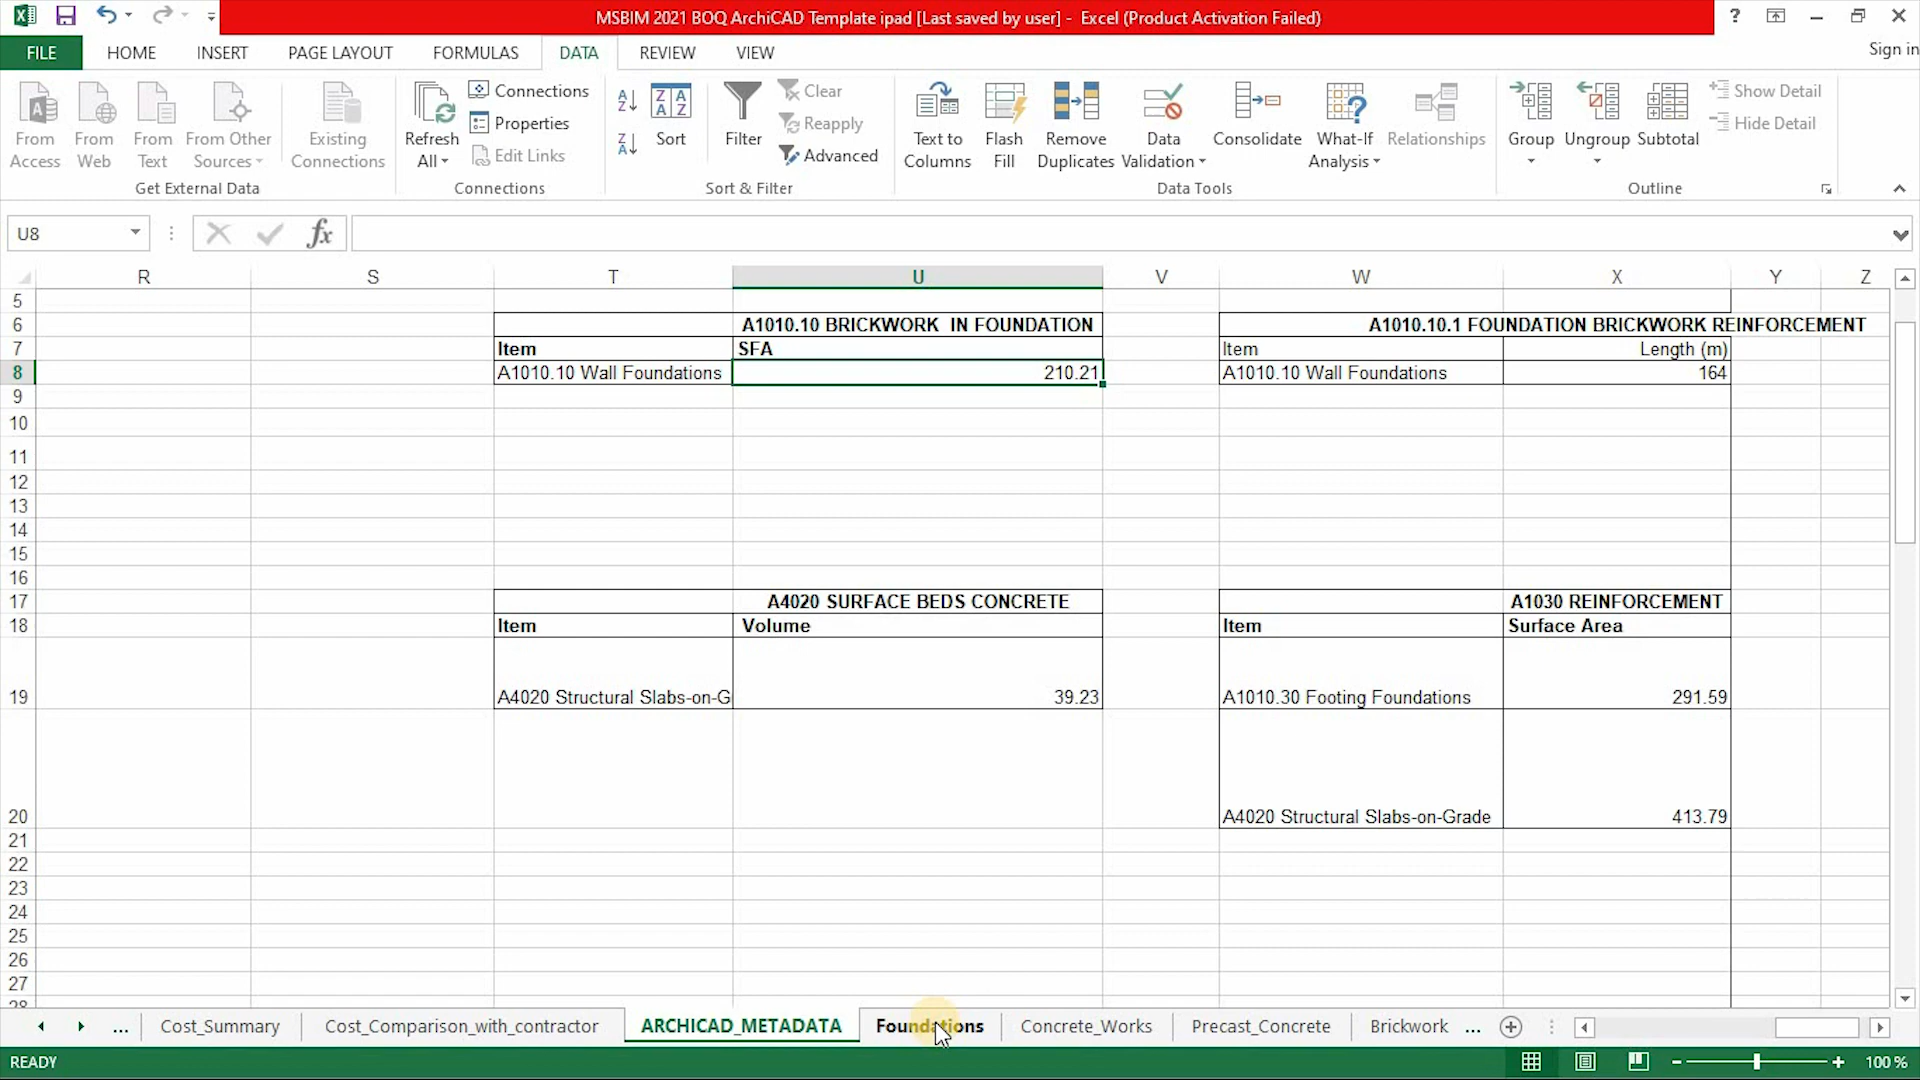 MSBIM 2021 BOQ ArchiCAD Template ipad [Last saved by user] - Excel (Product Activation Failed)
?
FILE HOME INSERT PAGE LAYOUT FORMULAS DATA REVIEW VIEW
Sign in
From Access
From Web
From Text
From Other Sources
Existing Connections
Get External Data
Refresh All
Connections
Properties
Edit Links
Connections
Sort
Filter
Clear
Reapply
Advanced
Sort & Filter
Text to Columns
Flash Fill
Remove Duplicates
Data Validation
Consolidate
What-If Analysis
Relationships
Data Tools
Group
Ungroup
Subtotal
Show Detail
Hide Detail
Outline
U8
fx
R S T U V W X Y Z
5
6 A1010.10 BRICKWORK IN FOUNDATION A1010.10.1 FOUNDATION BRICKWORK REINFORCEMENT
7 Item SFA Item Length (m)
8 A1010.10 Wall Foundations 210.21 A1010.10 Wall Foundations 164
9
10
11
12
13
14
15
16
17 A4020 SURFACE BEDS CONCRETE A1030 REINFORCEMENT
18 Item Volume Item Surface Area
19 A4020 Structural Slabs-on-G 39.23 A1010.30 Footing Foundations 291.59
20 A4020 Structural Slabs-on-Grade 413.79
21
22
23
24
25
26
27
28
... Cost_Summary Cost_Comparison_with_contractor ARCHICAD_METADATA Foundations Concrete_Works Precast_Concrete Brickwork ...
READY
100 %